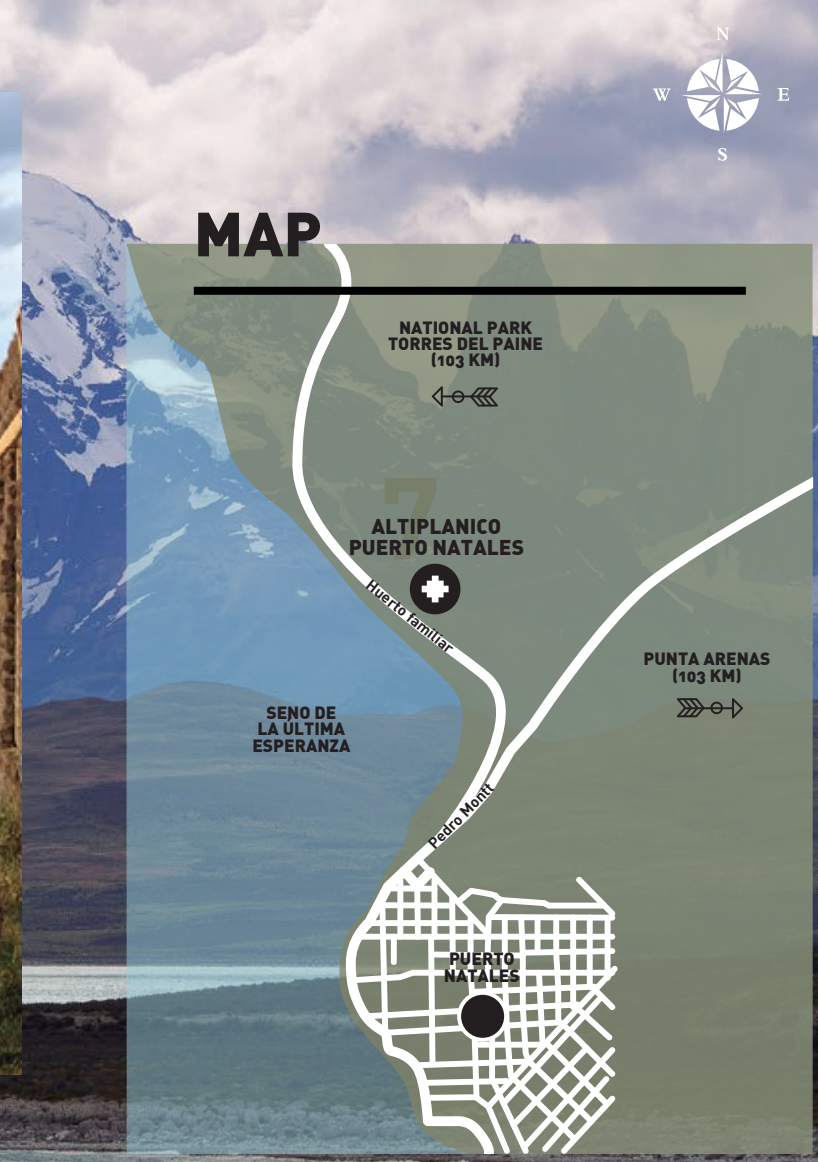 N
W
E
S
MAP
NATIONAL PARK
TORRES DEL PAINE
(103 KM)
7
ALTIPLANICO
PUERTO NATALES
Huerto familiar
PUNTA ARENAS
(103 KM)
SENO DE
LA ÚLTIMA
ESPERANZA
Pedro Montt
PUERTO
NATALES